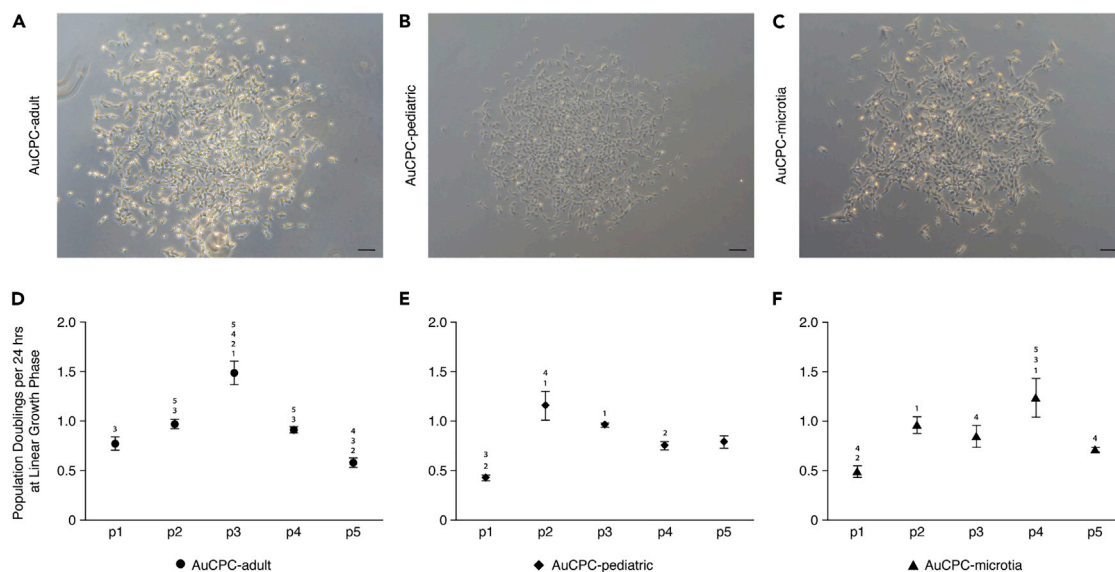 A
AuCPC-adult
B
AuCPC-pediatric
C
AuCPC-microtia
D
Population Doublings per 24 hrs
at Linear Growth Phase
2.0
1.5
1.0
0.5
0
3
5
3
5
4
2
1
5
3
4
3
2
p1 p2 p3 p4 p5
AuCPC-adult
E
2.0
1.5
1.0
0.5
0
3
2
4
1
1
2
p1 p2 p3 p4 p5
AuCPC-pediatric
F
2.0
1.5
1.0
0.5
0
4
2
1
4
5
3
1
4
p1 p2 p3 p4 p5
AuCPC-microtia